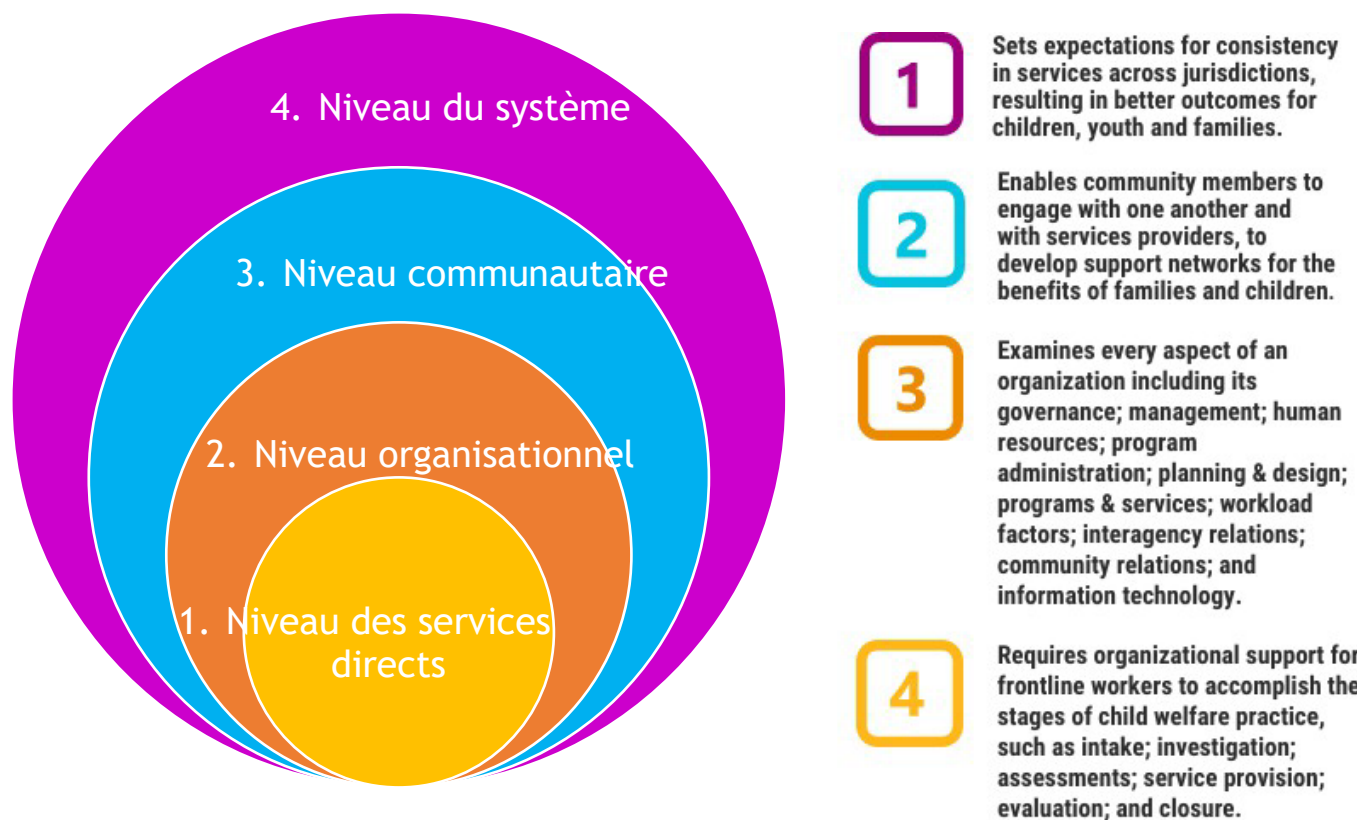 4. Niveau du système
3. Niveau communautaire
2. Niveau organisationnel
1. Niveau des services
directs
1
Sets expectations for consistency
in services across jurisdictions,
resulting in better outcomes for
children, youth and families.
2
Enables community members to
engage with one another and
with services providers, to
develop support networks for the
benefits of families and children.
3
Examines every aspect of an
organization including its
governance; management; human
resources; program
administration; planning & design;
programs & services; workload
factors; interagency relations;
community relations; and
information technology.
4
Requires organizational support for
frontline workers to accomplish the
stages of child welfare practice,
such as intake; investigation;
assessments; service provision;
evaluation; and closure.